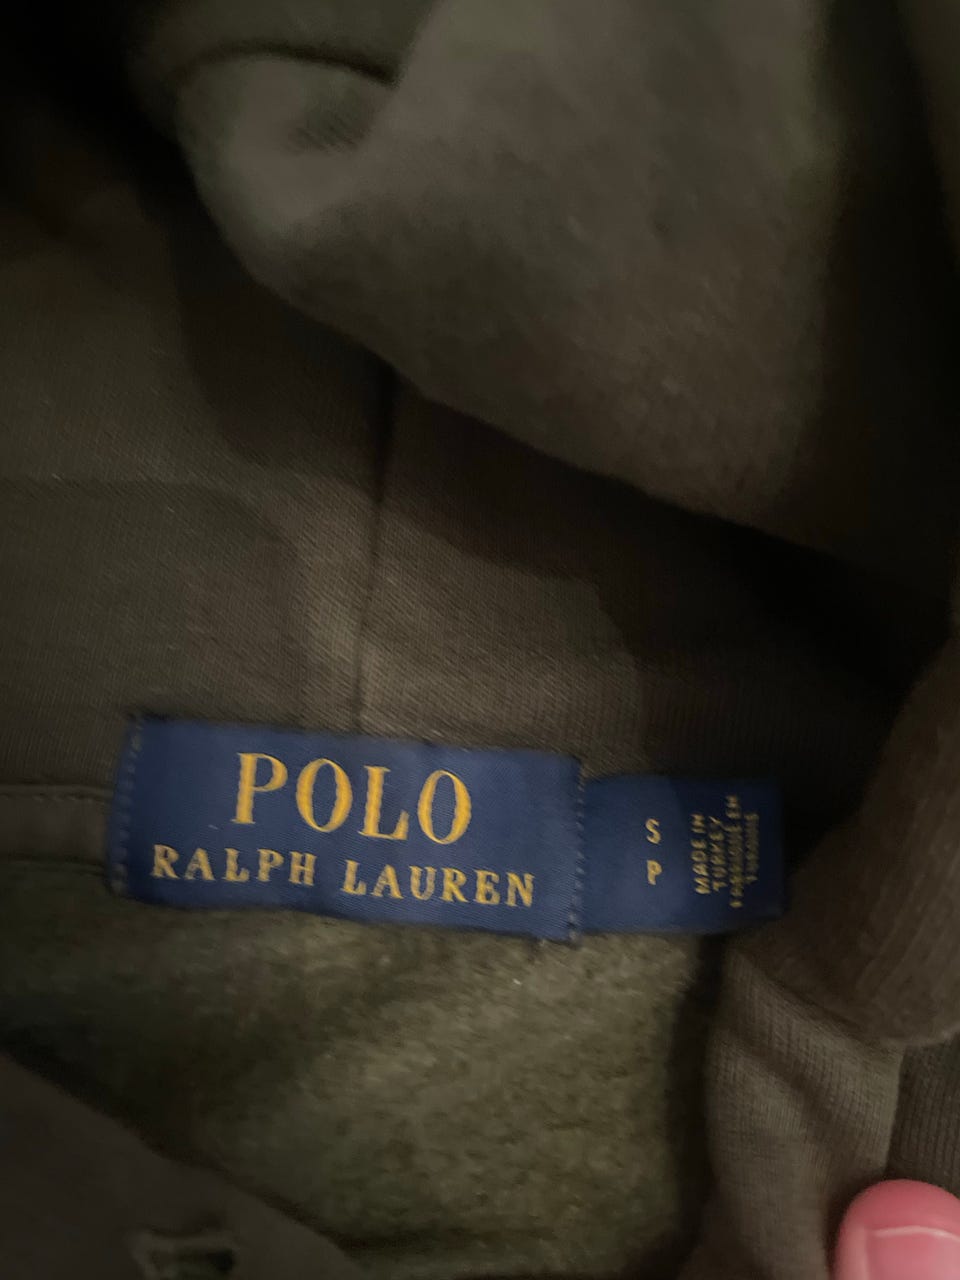 POLO
RALPH LAUREN
S
P
MADE IN
TURKEY